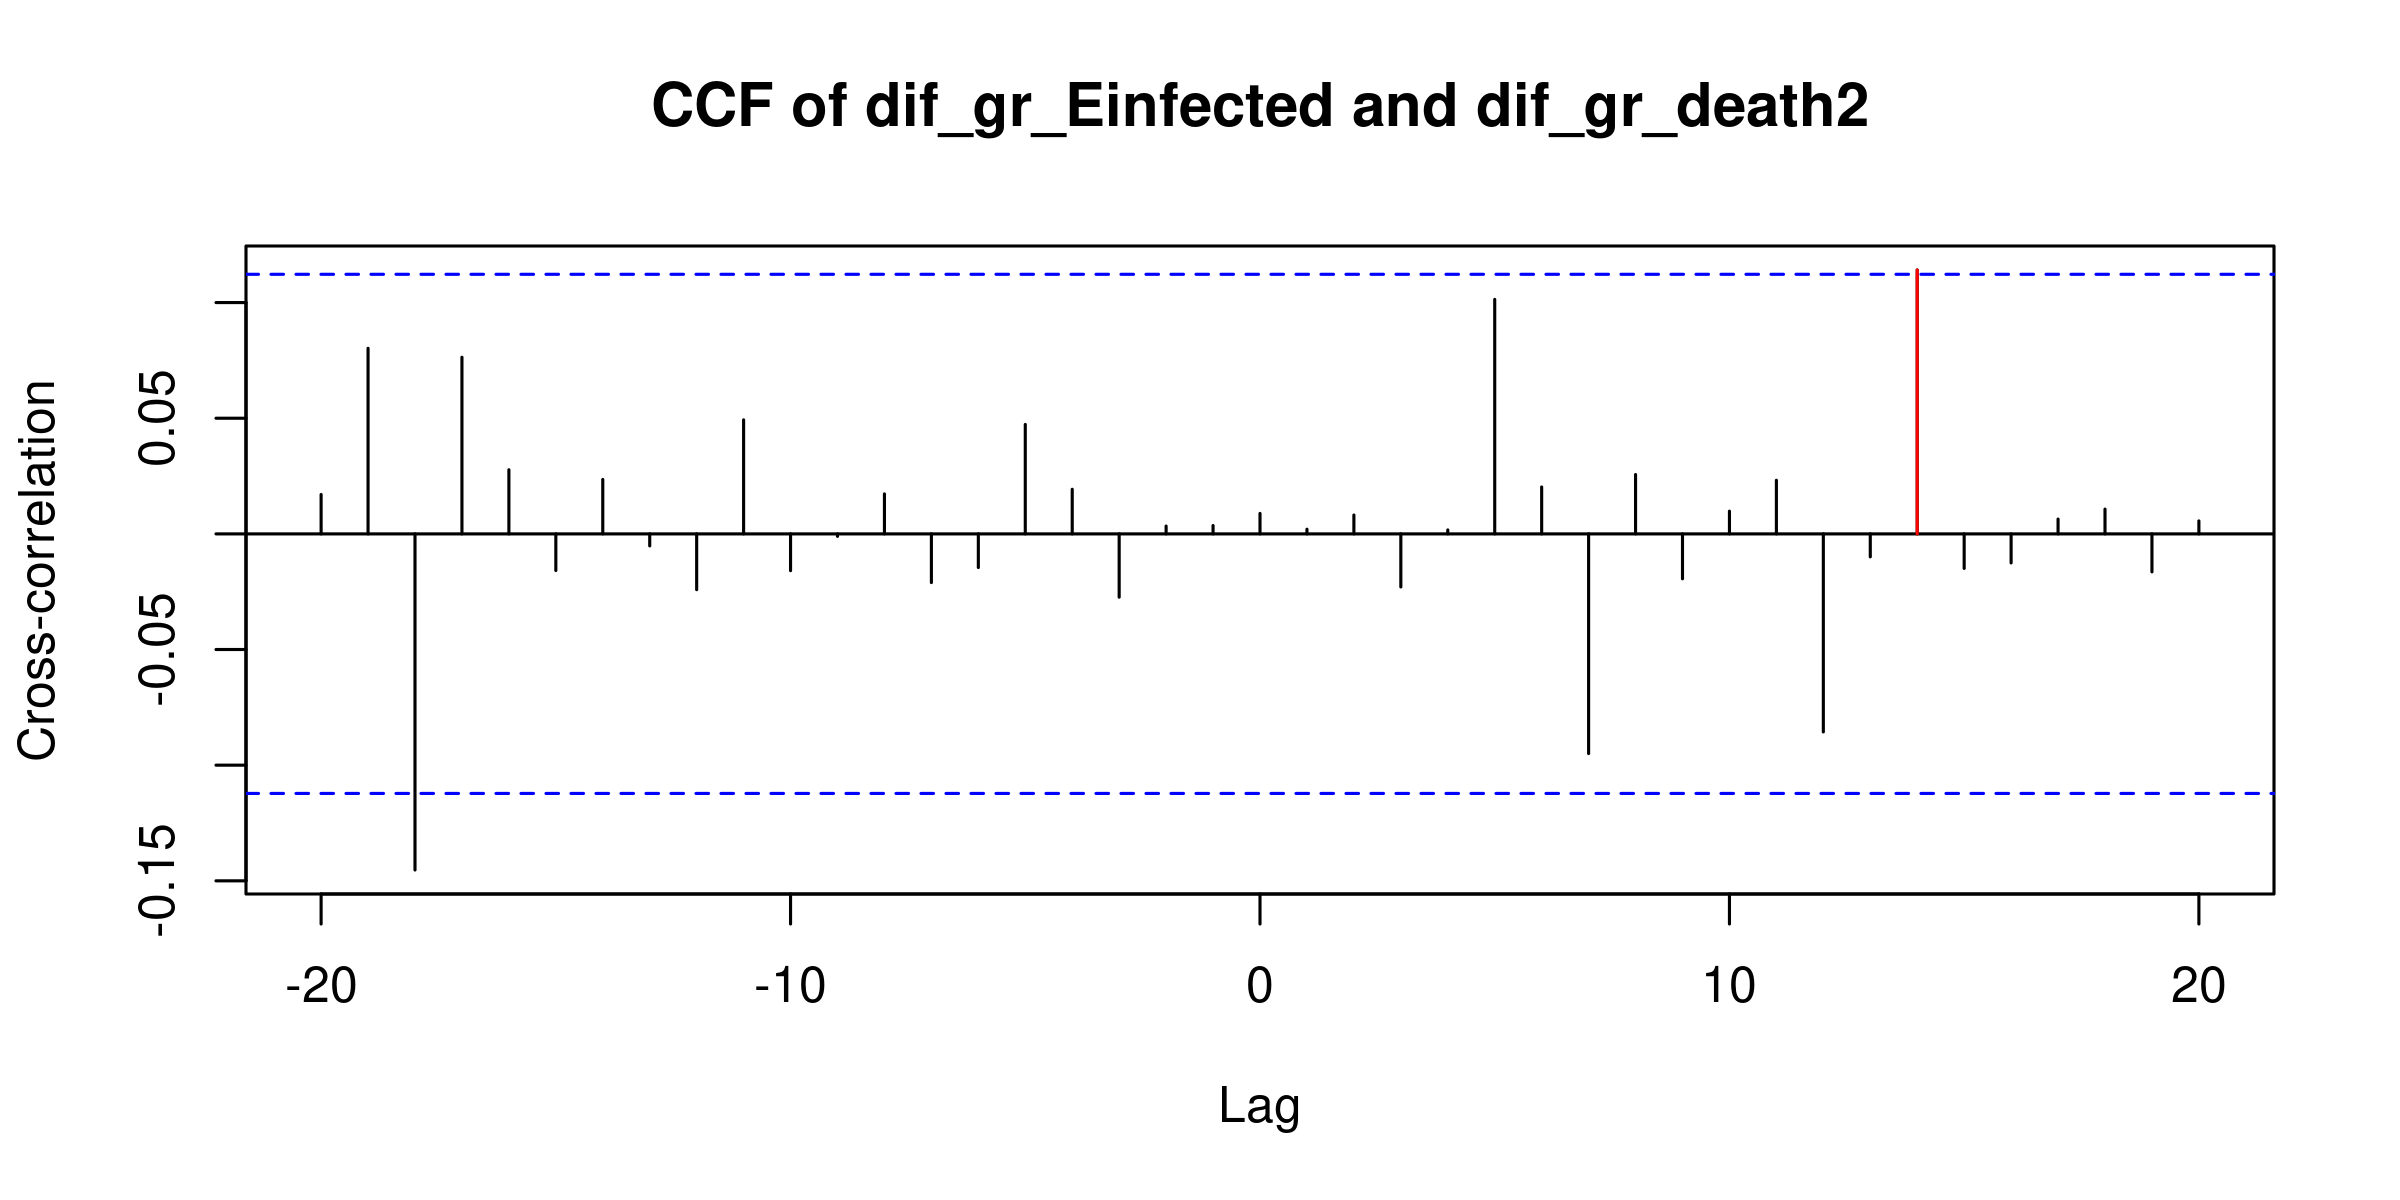 CCF of dif_gr_Einfected and dif_gr_death2
Cross-correlation
0.05
-0.05
-0.15
-20
-10
0
10
20
Lag